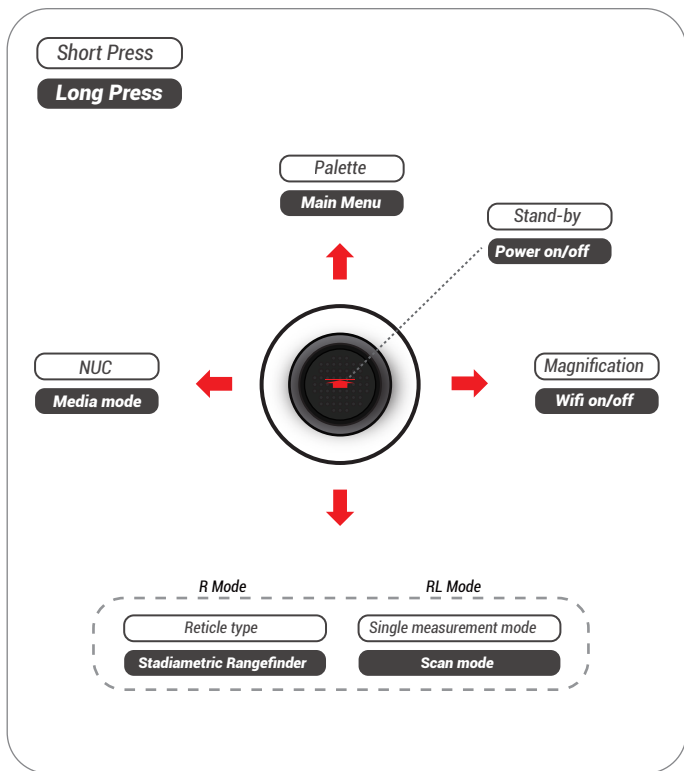 Short Press
Long Press
Palette
Main Menu
Stand-by
Power on/off
NUC
Media mode
Magnification
Wifi on/off
R Mode
RL Mode
Reticle type
Single measurement mode
Stadiametric Rangefinder
Scan mode